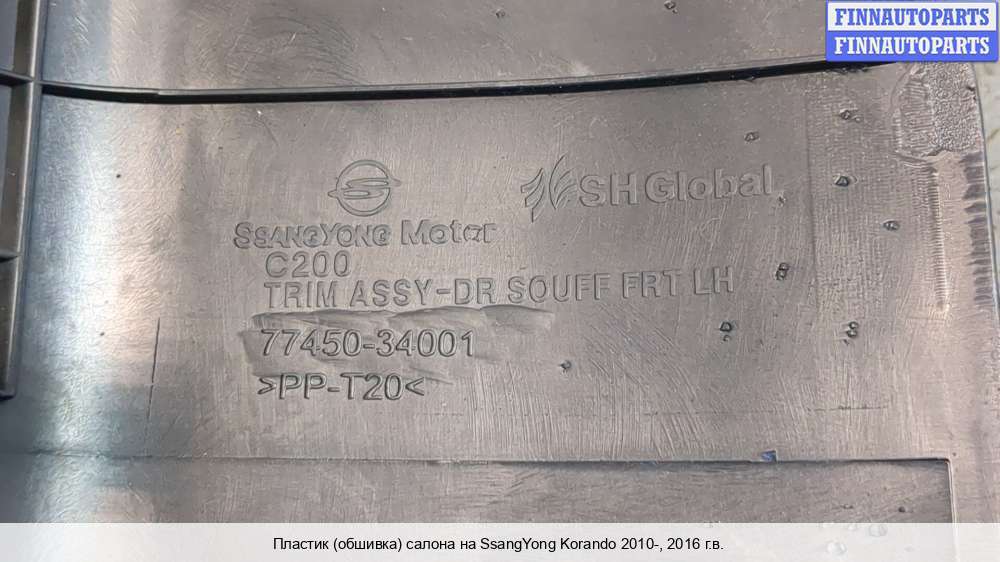 FINNAUTOPARTS
FINNAUTOPARTS
SSANGYONG Motor
SH Global
C200
TRIM ASSY-DR SOUFF FRT LH
77450-34001
>PP-T20<
Пластик (обшивка) салона на SsangYong Korando 2010-, 2016 г.в.